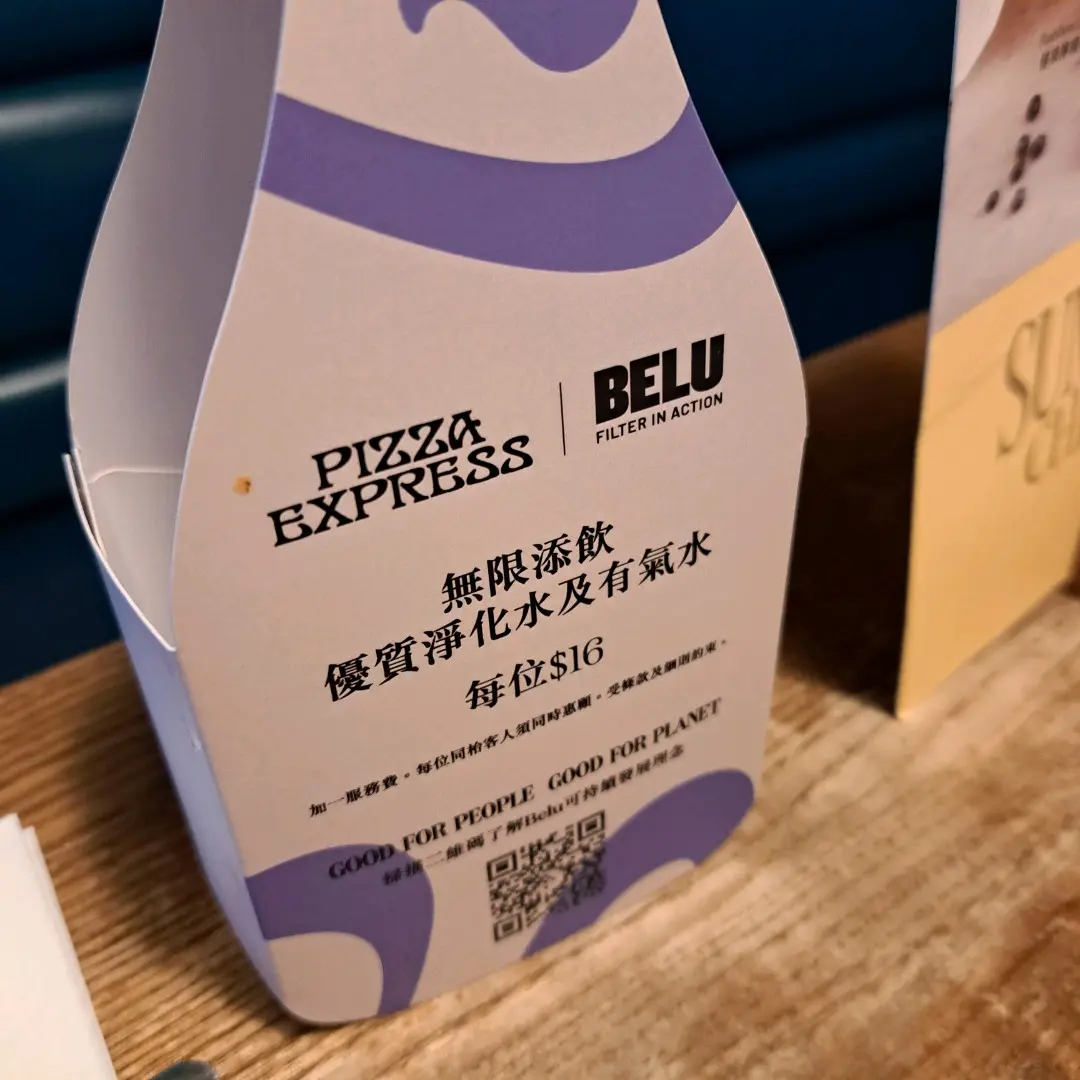 PIZZA
EXPRESS
BELU
FILTER IN ACTION
無限添飲
優質淨化水及有氣水
每位$16
加一服務費。每位同枱客人須同時惠顧。受條款及細則約束。
GOOD FOR PEOPLE GOOD FOR PLANET
掃描二維碼了解Belu可持續發展理念